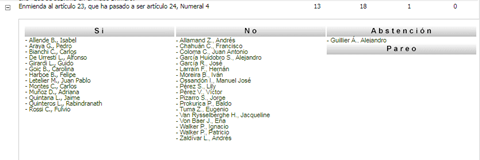 Enmienda al artículo 23, que ha pasado a ser artículo 24, Numeral 4 13 18 1 0
Si
- Allende B., Isabel
- Araya G., Pedro
- Bianchi C., Carlos
- De Urresti L., Alfonso
- Girardi L., Guido
- Goic B., Carolina
- Harboe B., Felipe
- Letelier M., Juan Pablo
- Montes C., Carlos
- Muñoz D., Adriana
- Quintana L., Jaime
- Quinteros L., Rabindranath
- Rossi C., Fulvio
No
- Allamand Z., Andrés
- Chahuán C., Francisco
- Coloma C., Juan Antonio
- García Huidobro S., Alejandro
- García R., José
- Larraín F., Hernán
- Moreira B., Iván
- Ossandón I., Manuel José
- Pérez S., Lily
- Pérez V., Víctor
- Pizarro S., Jorge
- Prokurica P., Baldo
- Tuma Z., Eugenio
- Van Rysselberghe H., Jacqueline
- Von Baer J., Ena
- Walker P., Ignacio
- Walker P., Patricio
- Zaldívar L., Andrés
Abstención
- Guillier Á., Alejandro
Pareo